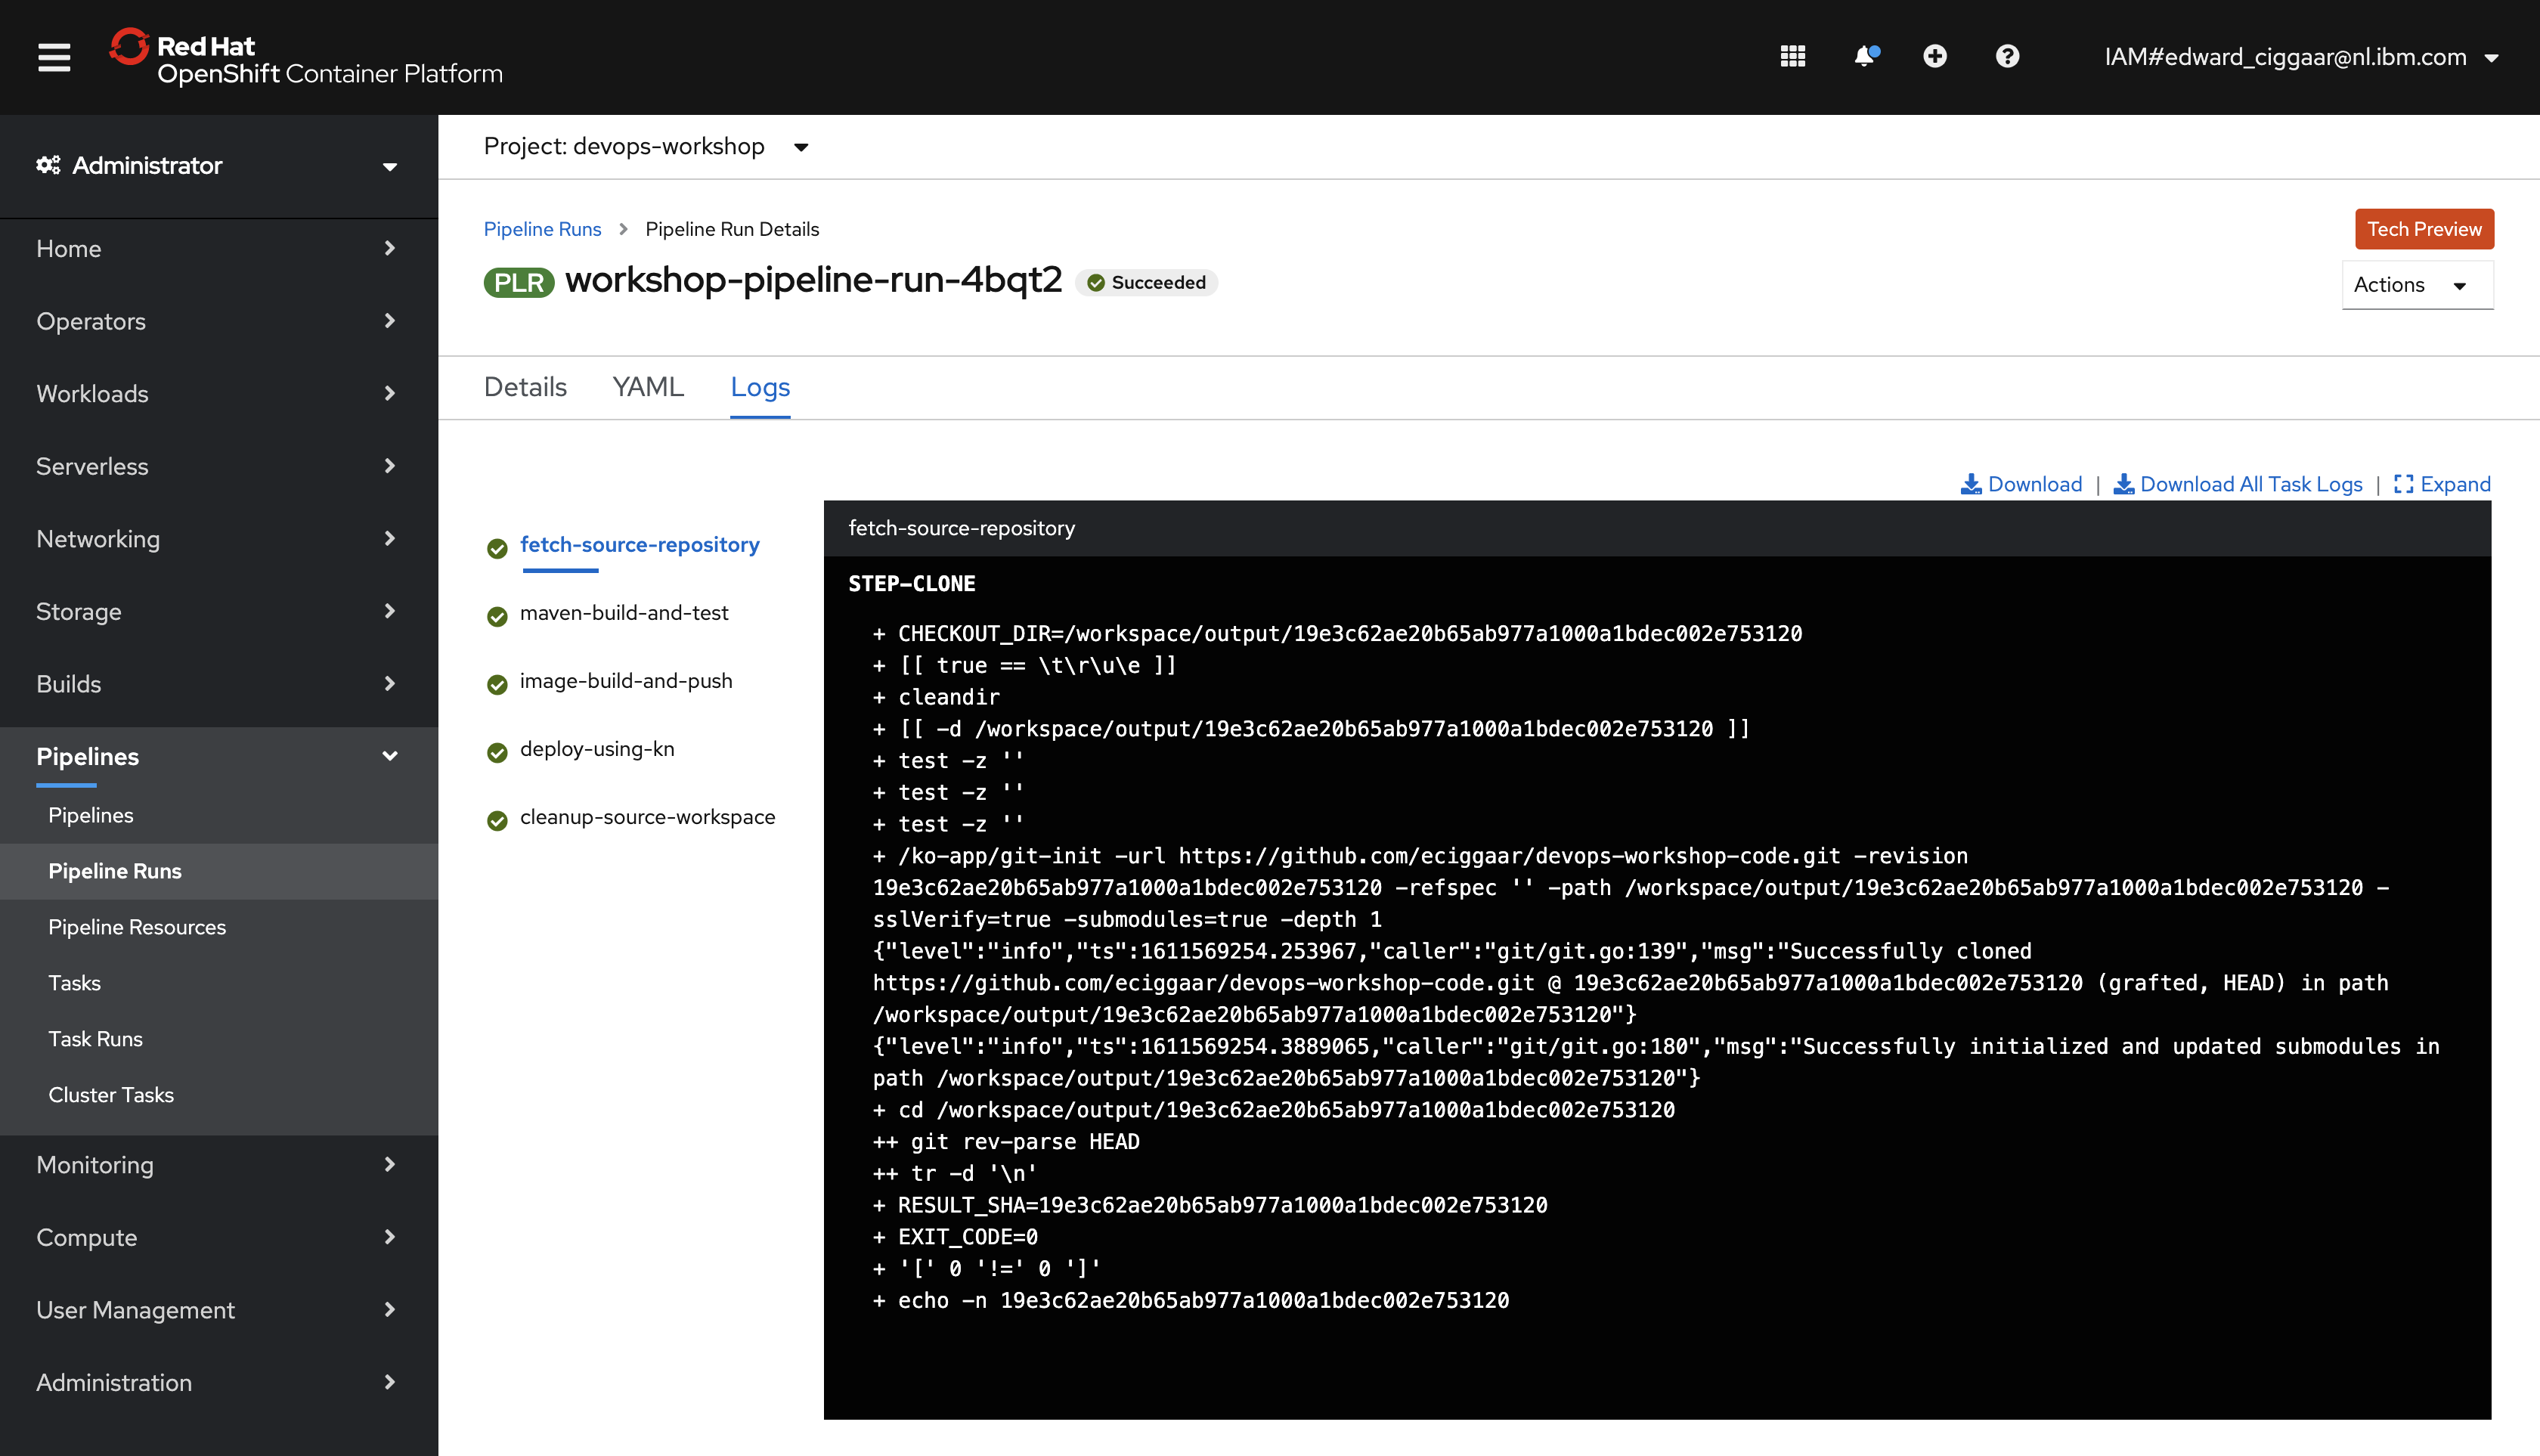 Red Hat
OpenShift Container Platform
IAM#edward_ciggaar@nl.ibm.com
Administrator
Home
Operators
Workloads
Serverless
Networking
Storage
Builds
Pipelines
Pipelines
Pipeline Runs
Pipeline Resources
Tasks
Task Runs
Cluster Tasks
Monitoring
Compute
User Management
Administration
Project: devops-workshop
Pipeline Runs > Pipeline Run Details
Tech Preview
PLR workshop-pipeline-run-4bqt2 Succeeded
Actions
Details YAML Logs
Download | Download All Task Logs | Expand
fetch-source-repository
maven-build-and-test
image-build-and-push
deploy-using-kn
cleanup-source-workspace
fetch-source-repository
STEP-CLONE
+ CHECKOUT_DIR=/workspace/output/19e3c62ae20b65ab977a1000a1bdec002e753120
+ [[ true == \t\r\u\e ]]
+ cleandir
+ [[ -d /workspace/output/19e3c62ae20b65ab977a1000a1bdec002e753120 ]]
+ test -z ''
+ test -z ''
+ test -z ''
+ /ko-app/git-init -url https://github.com/eciggaar/devops-workshop-code.git -revision
19e3c62ae20b65ab977a1000a1bdec002e753120 -refspec '' -path /workspace/output/19e3c62ae20b65ab977a1000a1bdec002e753120 -
sslVerify=true -submodules=true -depth 1
{"level":"info","ts":1611569254.253967,"caller":"git/git.go:139","msg":"Successfully cloned
https://github.com/eciggaar/devops-workshop-code.git @ 19e3c62ae20b65ab977a1000a1bdec002e753120 (grafted, HEAD) in path
/workspace/output/19e3c62ae20b65ab977a1000a1bdec002e753120"}
{"level":"info","ts":1611569254.3889065,"caller":"git/git.go:180","msg":"Successfully initialized and updated submodules in
path /workspace/output/19e3c62ae20b65ab977a1000a1bdec002e753120"}
+ cd /workspace/output/19e3c62ae20b65ab977a1000a1bdec002e753120
++ git rev-parse HEAD
++ tr -d '\n'
+ RESULT_SHA=19e3c62ae20b65ab977a1000a1bdec002e753120
+ EXIT_CODE=0
+ '[' 0 '!=' 0 ']'
+ echo -n 19e3c62ae20b65ab977a1000a1bdec002e753120